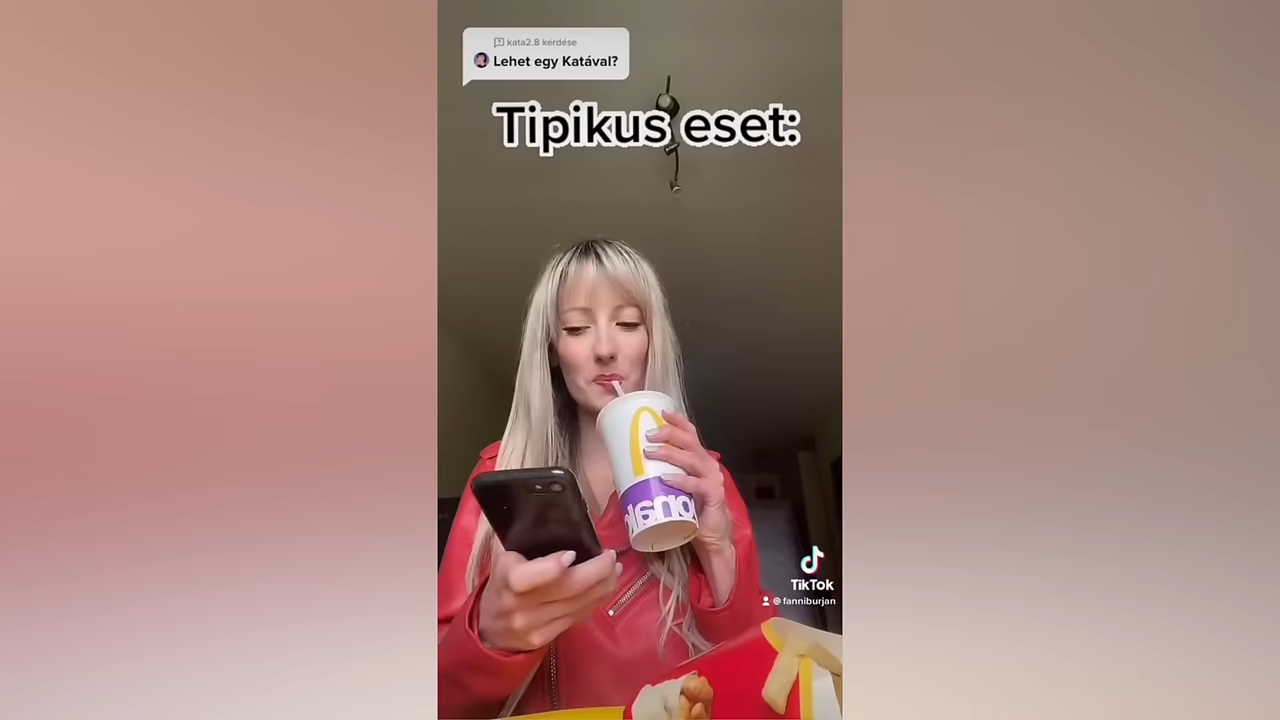 kata2.8 kérdése
Lehet egy Katával?
Tipikus eset:
TikTok
@fanniburjan